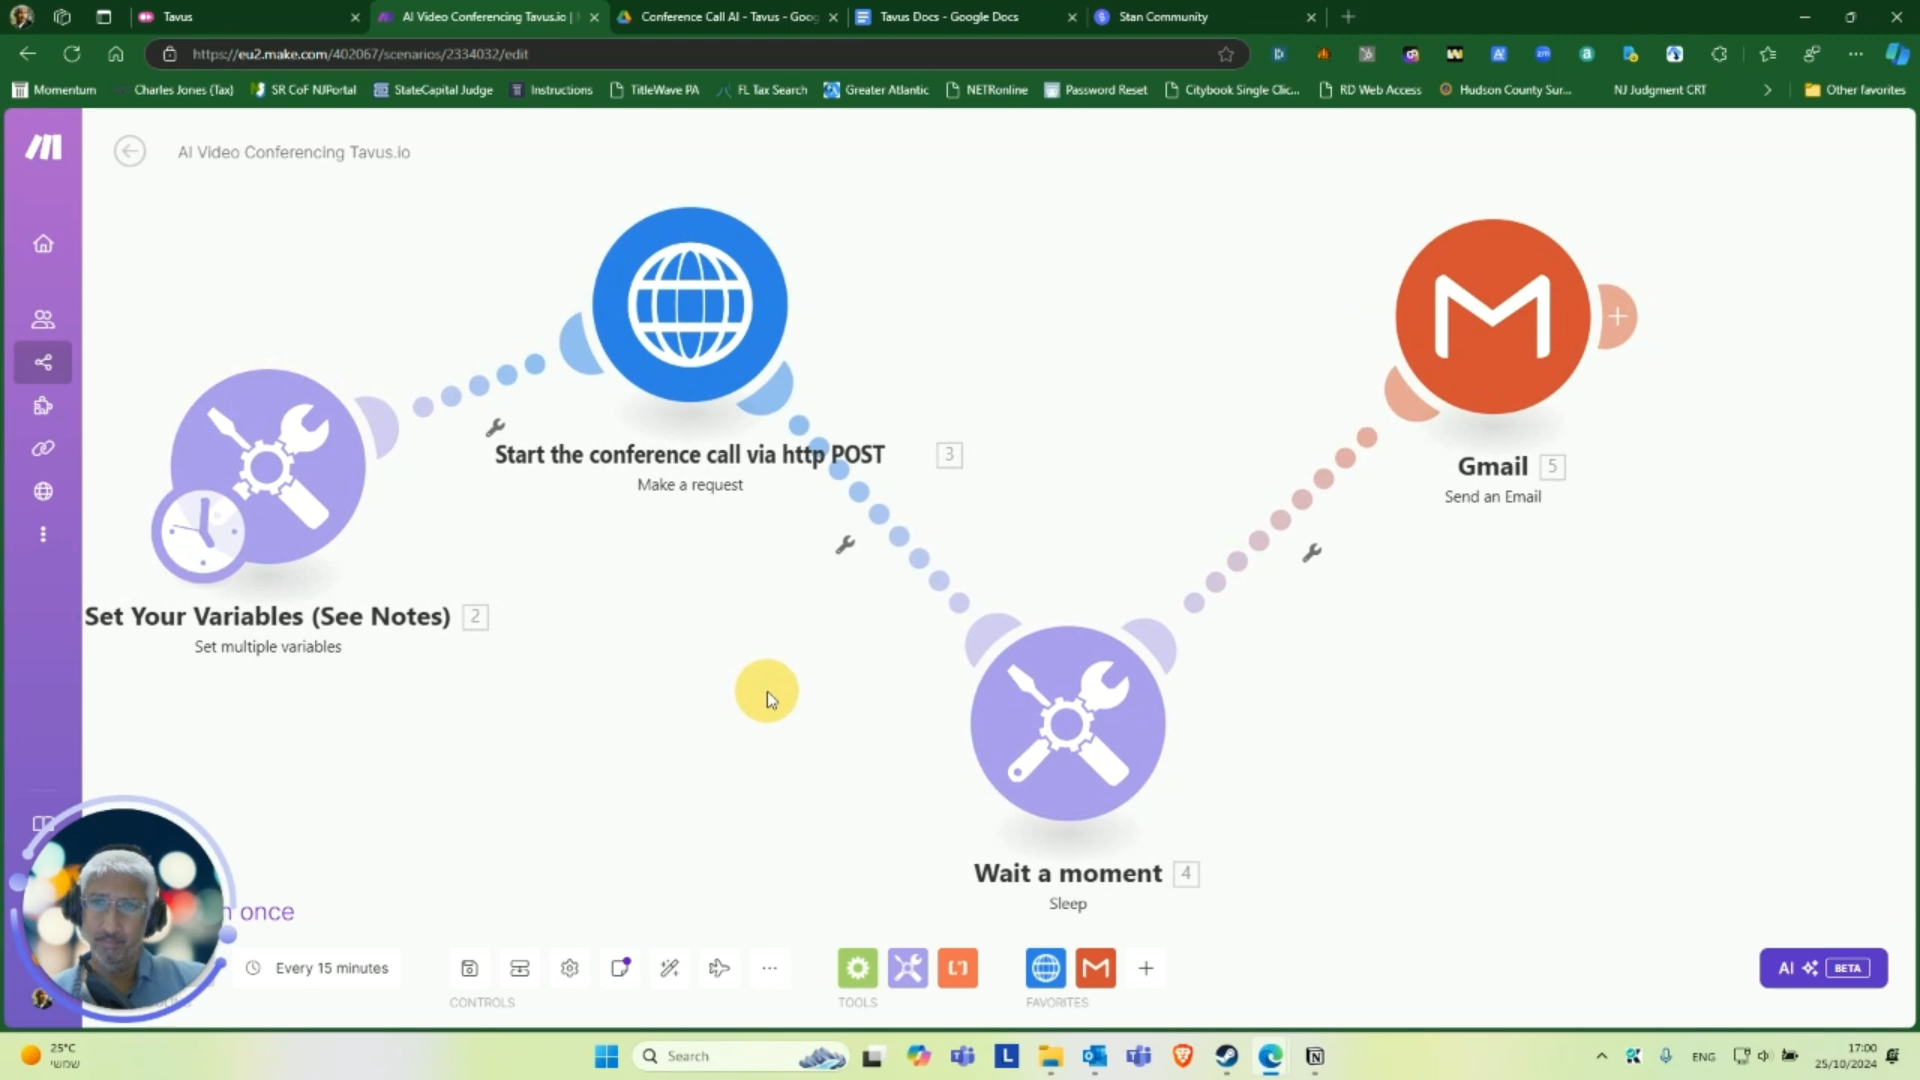 Tavus
AI Video Conferencing Tavus.io |
Conference Call AI - Tavus - Goog
Tavus Docs - Google Docs
Stan Community
https://eu2.make.com/402067/scenarios/2334032/edit
Momentum
Charles Jones (Tax)
SR CoF NJPortal
StateCapital Judge
Instructions
TitleWave PA
FL Tax Search
Greater Atlantic
NETRonline
Password Reset
Citybook Single Clic...
RD Web Access
Hudson County Sur...
NJ Judgment CRT
Other favorites
AI Video Conferencing Tavus.io
Start the conference call via http POST
3
Make a request
Gmail
5
Send an Email
Set Your Variables (See Notes)
2
Set multiple variables
Wait a moment
4
Sleep
once
Every 15 minutes
CONTROLS
TOOLS
FAVORITES
AI
BETA
25°C
שמשי
Search
L
ENG
17:00
25/10/2024